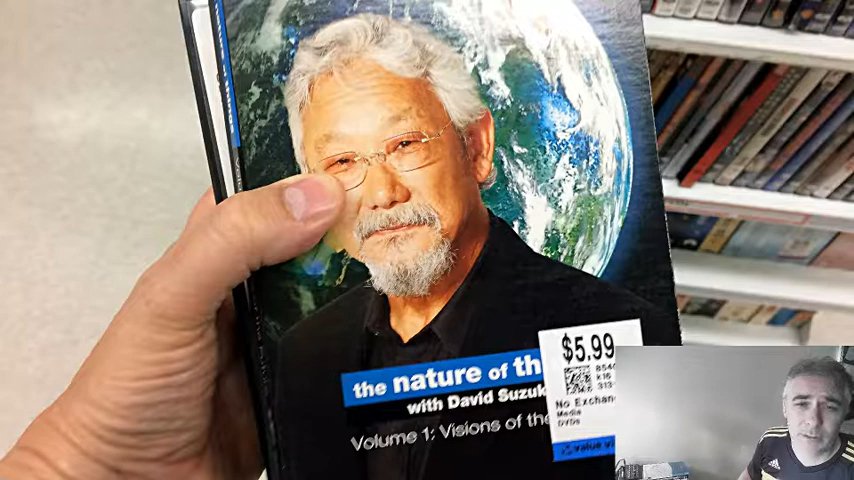 the nature of th
with David Suzuk
Volume 1: Visions of the
$5.99
No Exchan
Media
DVDs
value vi